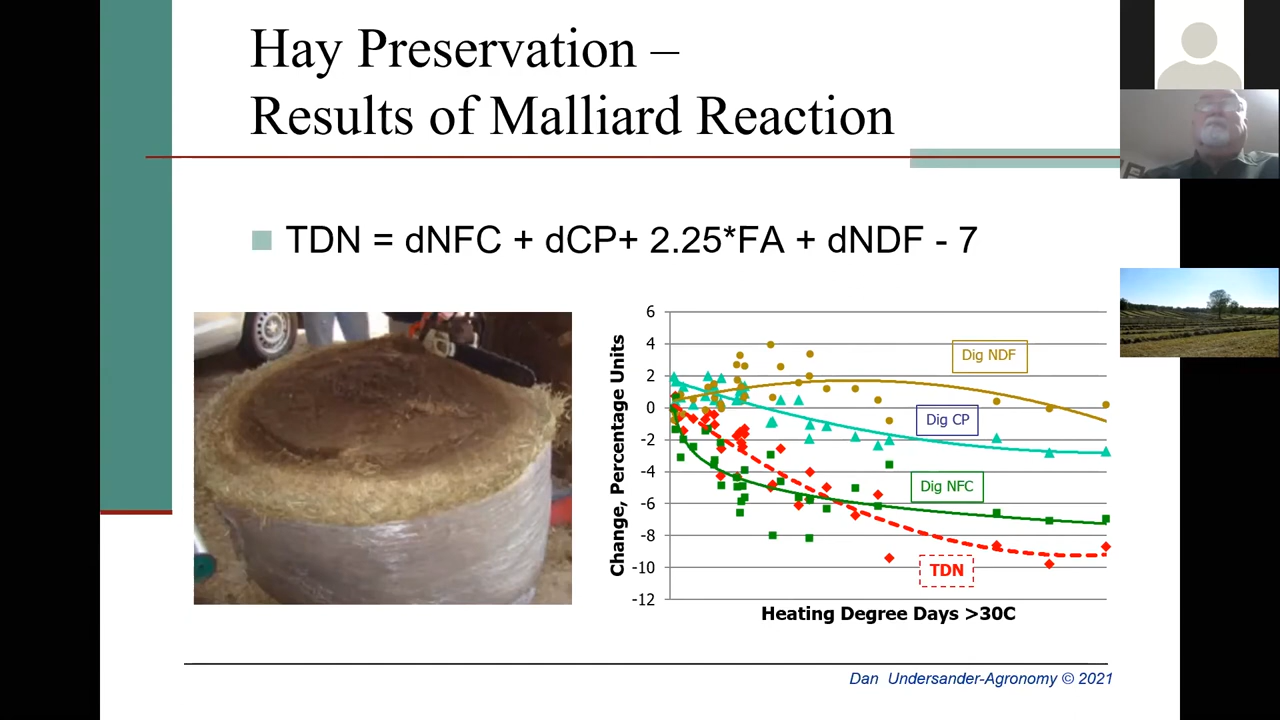 Hay Preservation –
Results of Malliard Reaction
TDN = dNFC + dCP+ 2.25*FA + dNDF - 7
Change, Percentage Units
6
4
2
0
-2
-4
-6
-8
-10
-12
Dig NDF
Dig CP
Dig NFC
TDN
Heating Degree Days >30C
Dan Undersander-Agronomy © 2021